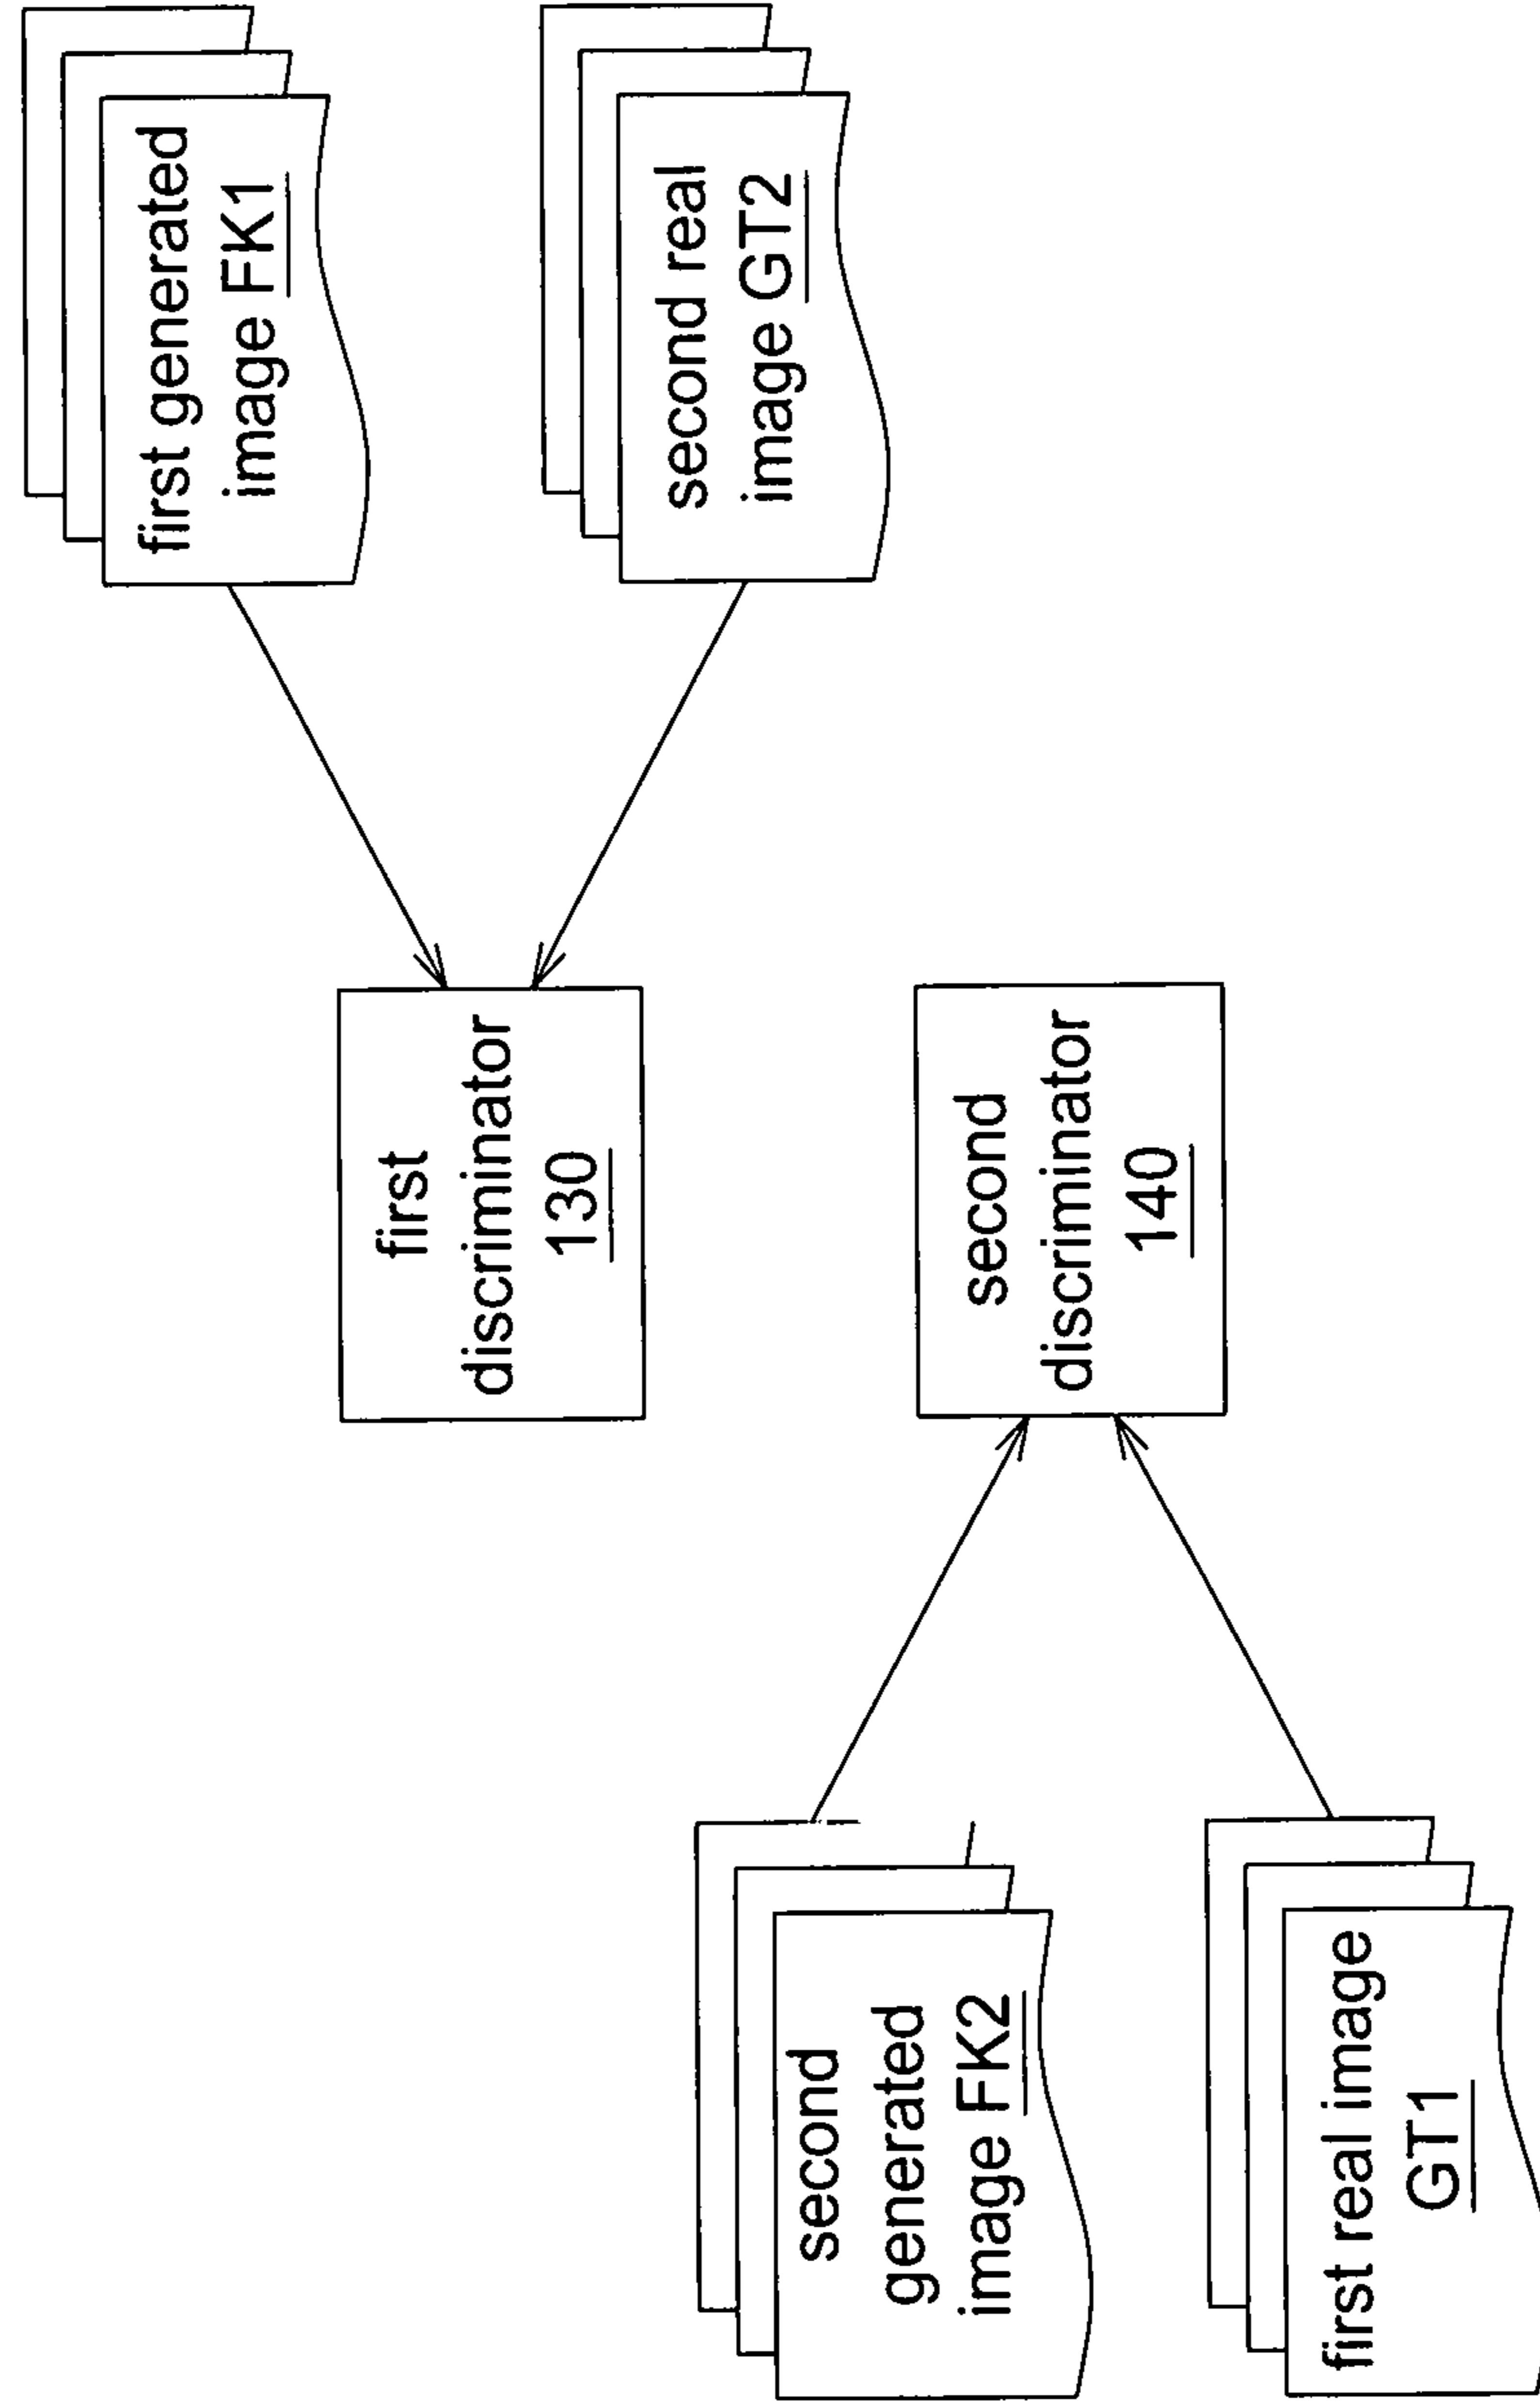 first generated
image FK1
second real
image GT2
first
discriminator
130
second
discriminator
140
second
generated
image FK2
first real image
GT1